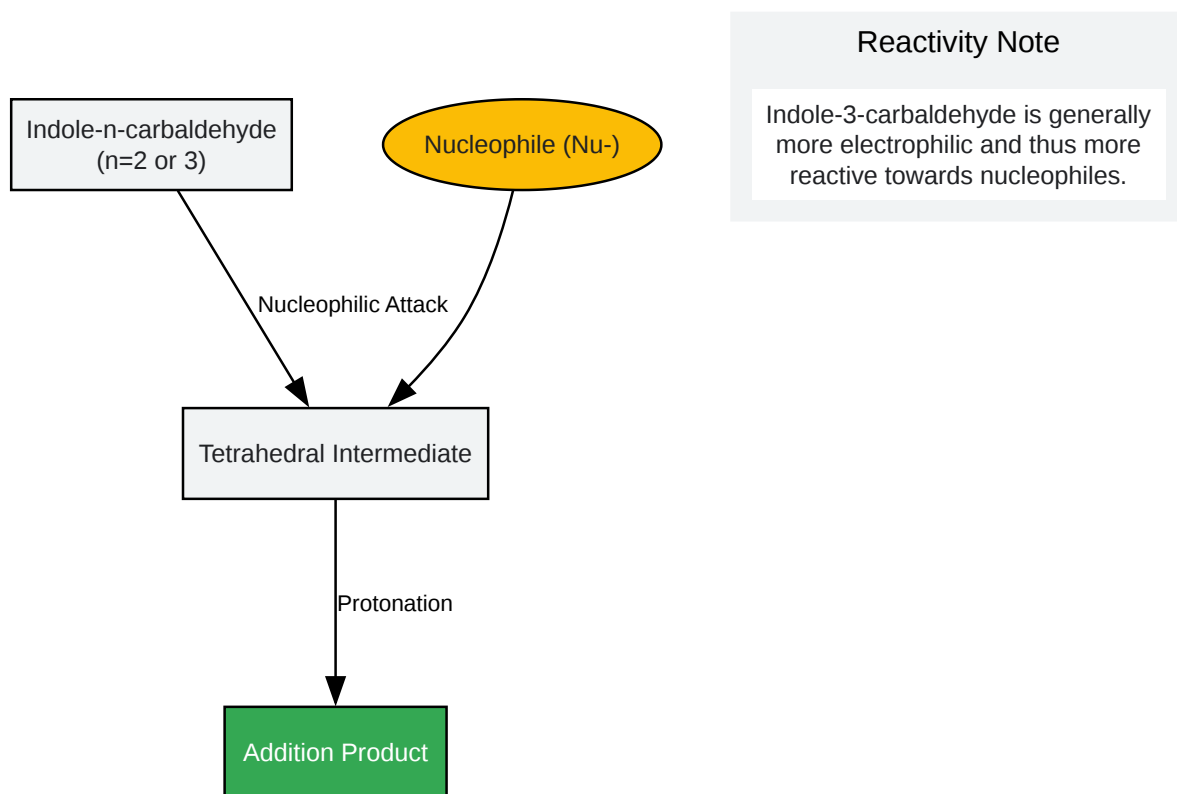 Reactivity Note
Indole-3-carbaldehyde is generally
more electrophilic and thus more
reactive towards nucleophiles.
Indole-n-carbaldehyde
(n=2 or 3)
Nucleophile (Nu-)
Nucleophilic Attack
Tetrahedral Intermediate
Protonation
Addition Product